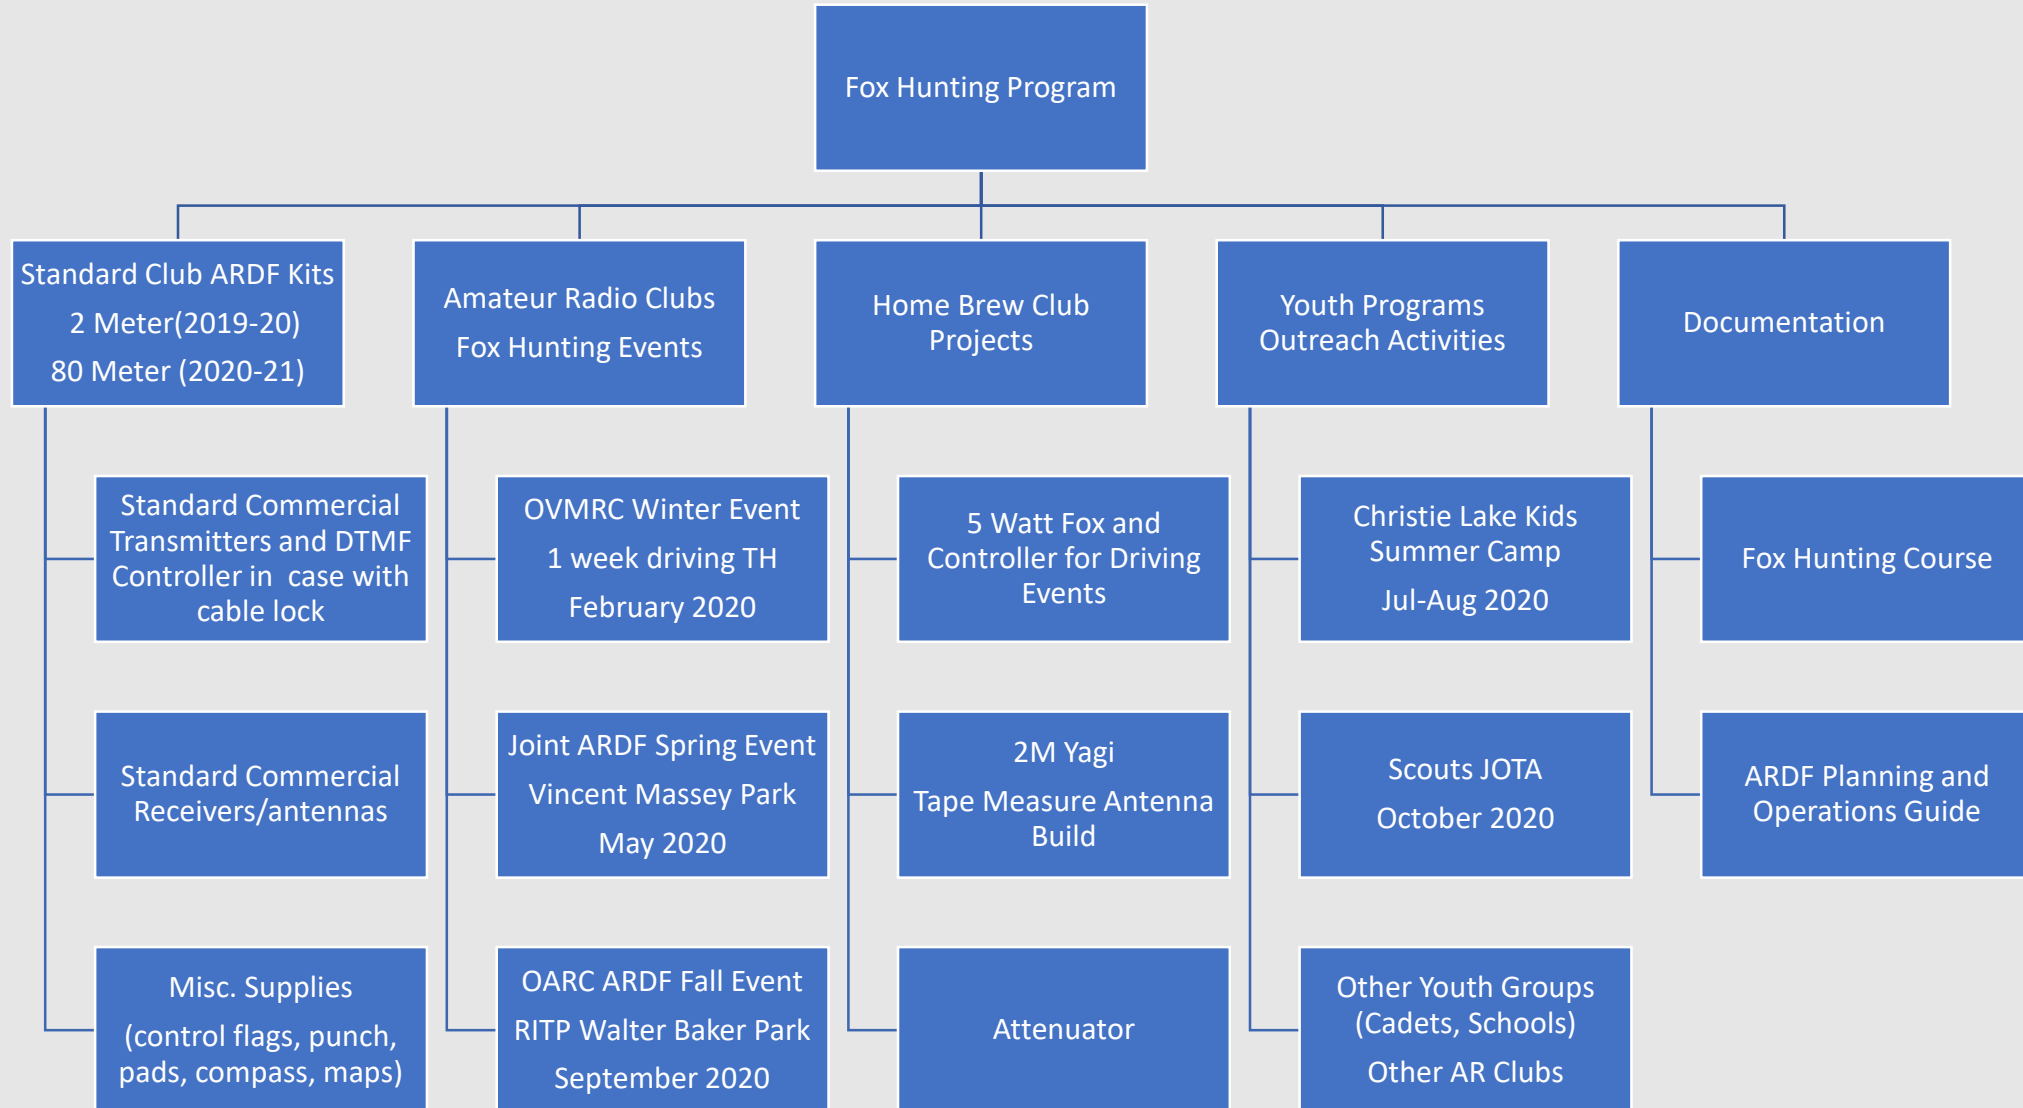 Fox Hunting Program
Standard Club ARDF Kits
2 Meter(2019-20)
80 Meter (2020-21)
Amateur Radio Clubs
Fox Hunting Events
Home Brew Club
Projects
Youth Programs
Outreach Activities
Documentation
Standard Commercial
Transmitters and DTMF
Controller in  case with
cable lock
OVMRC Winter Event
1 week driving TH
February 2020
5 Watt Fox and
Controller for Driving
Events
Christie Lake Kids
Summer Camp
Jul-Aug 2020
Fox Hunting Course
Standard Commercial
Receivers/antennas
Joint ARDF Spring Event
Vincent Massey Park
May 2020
2M Yagi
Tape Measure Antenna
Build
Scouts JOTA
October 2020
ARDF Planning and
Operations Guide
Misc. Supplies
(control flags, punch,
pads, compass, maps)
OARC ARDF Fall Event
RITP Walter Baker Park
September 2020
Attenuator
Other Youth Groups
(Cadets, Schools)
Other AR Clubs